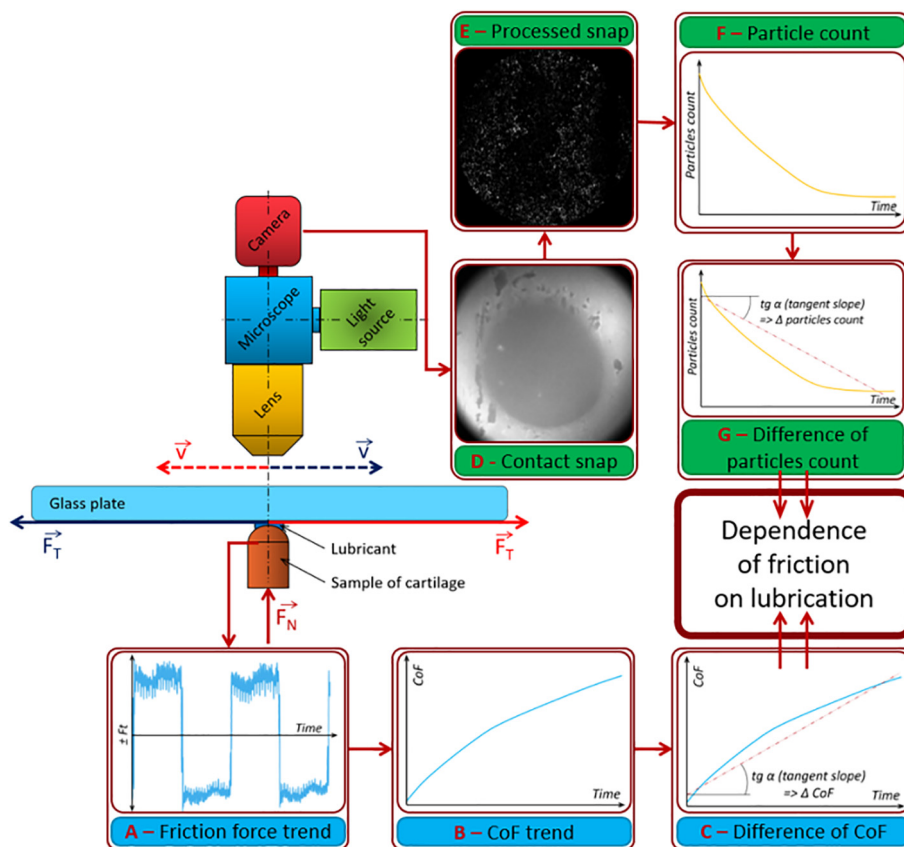 E – Processed snap
F – Particle count
Particles count
Time
Camera
Microscope
Light
source
Lens
D - Contact snap
tg α (tangent slope)
=> Δ particles count
Particles count
Time
G – Difference of
particles count
v
v
Glass plate
F_T
F_T
Lubricant
Sample of cartilage
F_N
Dependence
of friction
on lubrication
± Ft
Time
A – Friction force trend
CoF
Time
B – CoF trend
CoF
tg α (tangent slope)
=> Δ CoF
Time
C – Difference of CoF